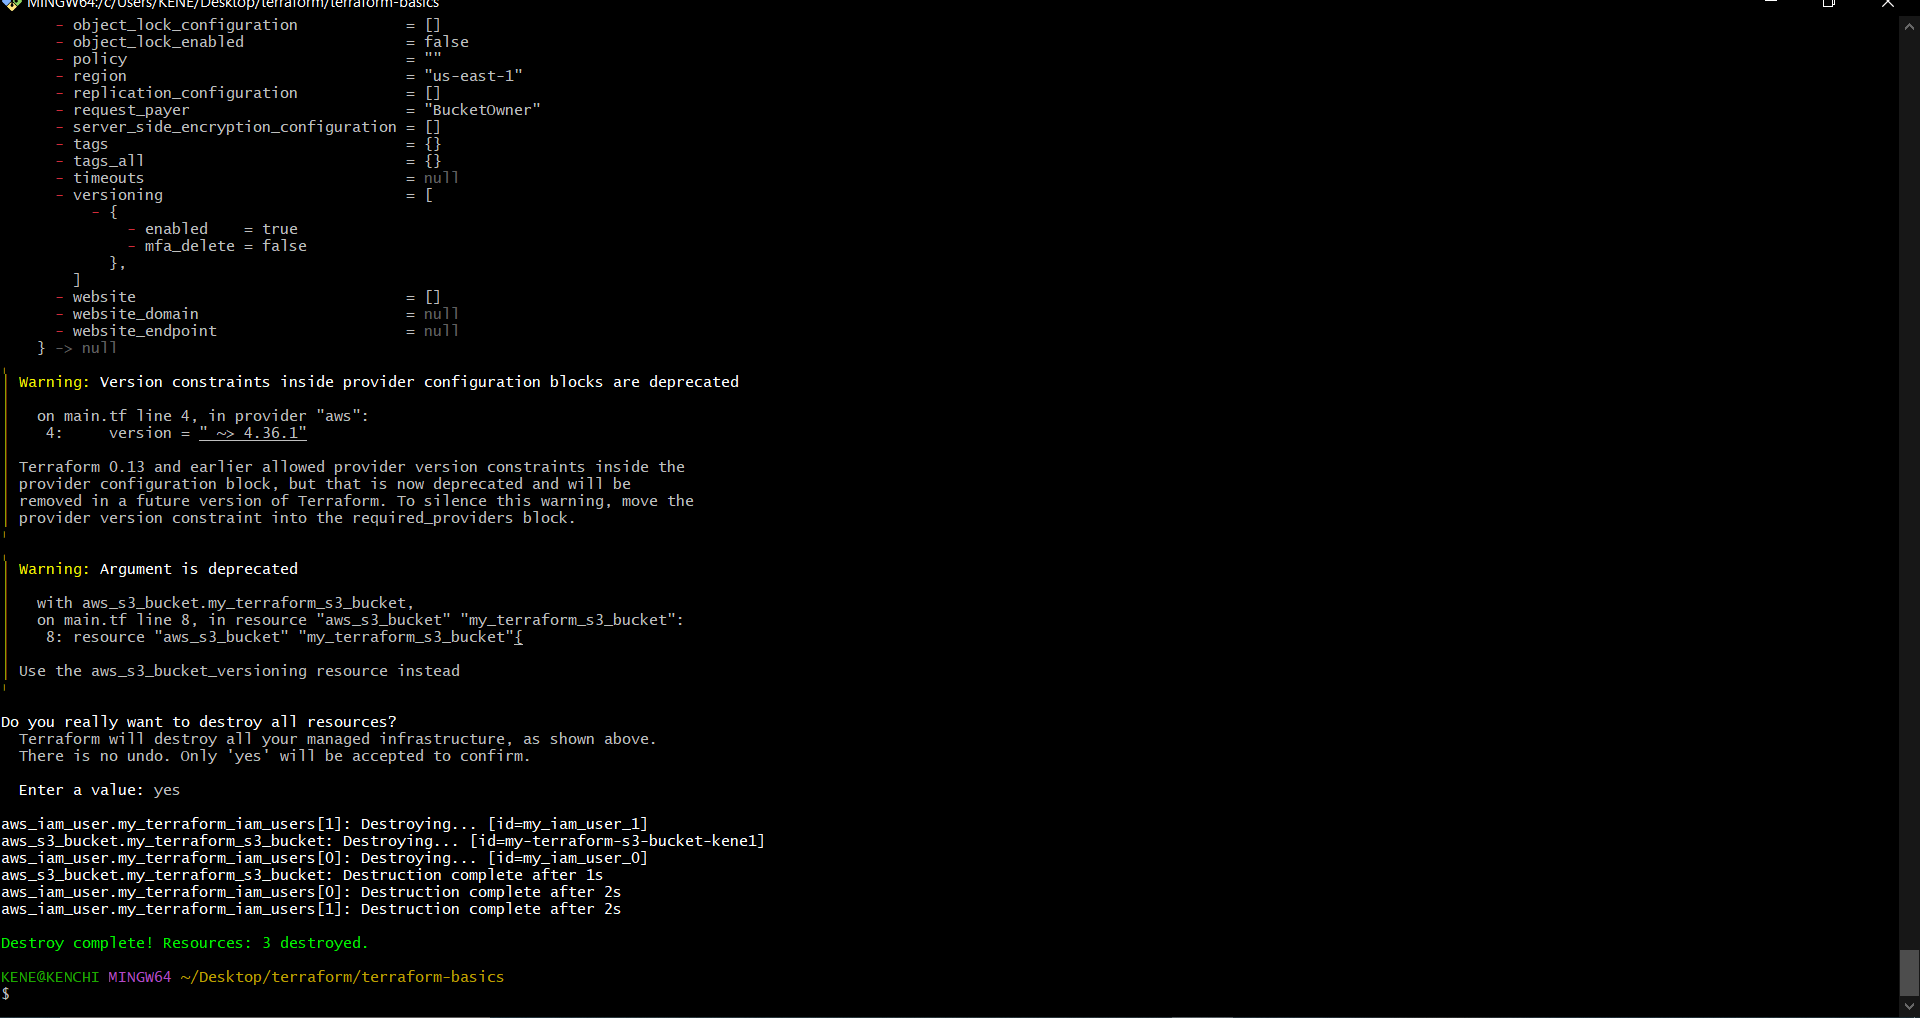 MINGW64:/c/Users/KENE/Desktop/terraform/terraform-basics
      - object_lock_configuration            = []
      - object_lock_enabled                  = false
      - policy                               = ""
      - region                               = "us-east-1"
      - replication_configuration            = []
      - request_payer                        = "BucketOwner"
      - server_side_encryption_configuration = []
      - tags                                 = {}
      - tags_all                             = {}
      - timeouts                             = null
      - versioning                           = [
          - {
              - enabled    = true
              - mfa_delete = false
            },
        ]
      - website                              = []
      - website_domain                       = null
      - website_endpoint                     = null
    } -> null
Warning: Version constraints inside provider configuration blocks are deprecated
on main.tf line 4, in provider "aws":
4:     version = " ~> 4.36.1"
Terraform 0.13 and earlier allowed provider version constraints inside the
provider configuration block, but that is now deprecated and will be
removed in a future version of Terraform. To silence this warning, move the
provider version constraint into the required_providers block.
Warning: Argument is deprecated
with aws_s3_bucket.my_terraform_s3_bucket,
on main.tf line 8, in resource "aws_s3_bucket" "my_terraform_s3_bucket":
8: resource "aws_s3_bucket" "my_terraform_s3_bucket"{
Use the aws_s3_bucket_versioning resource instead
Do you really want to destroy all resources?
  Terraform will destroy all your managed infrastructure, as shown above.
  There is no undo. Only 'yes' will be accepted to confirm.
  Enter a value: yes
aws_iam_user.my_terraform_iam_users[1]: Destroying... [id=my_iam_user_1]
aws_s3_bucket.my_terraform_s3_bucket: Destroying... [id=my-terraform-s3-bucket-kene1]
aws_iam_user.my_terraform_iam_users[0]: Destroying... [id=my_iam_user_0]
aws_s3_bucket.my_terraform_s3_bucket: Destruction complete after 1s
aws_iam_user.my_terraform_iam_users[0]: Destruction complete after 2s
aws_iam_user.my_terraform_iam_users[1]: Destruction complete after 2s
Destroy complete! Resources: 3 destroyed.
KENE@KENCHI MINGW64 ~/Desktop/terraform/terraform-basics
$